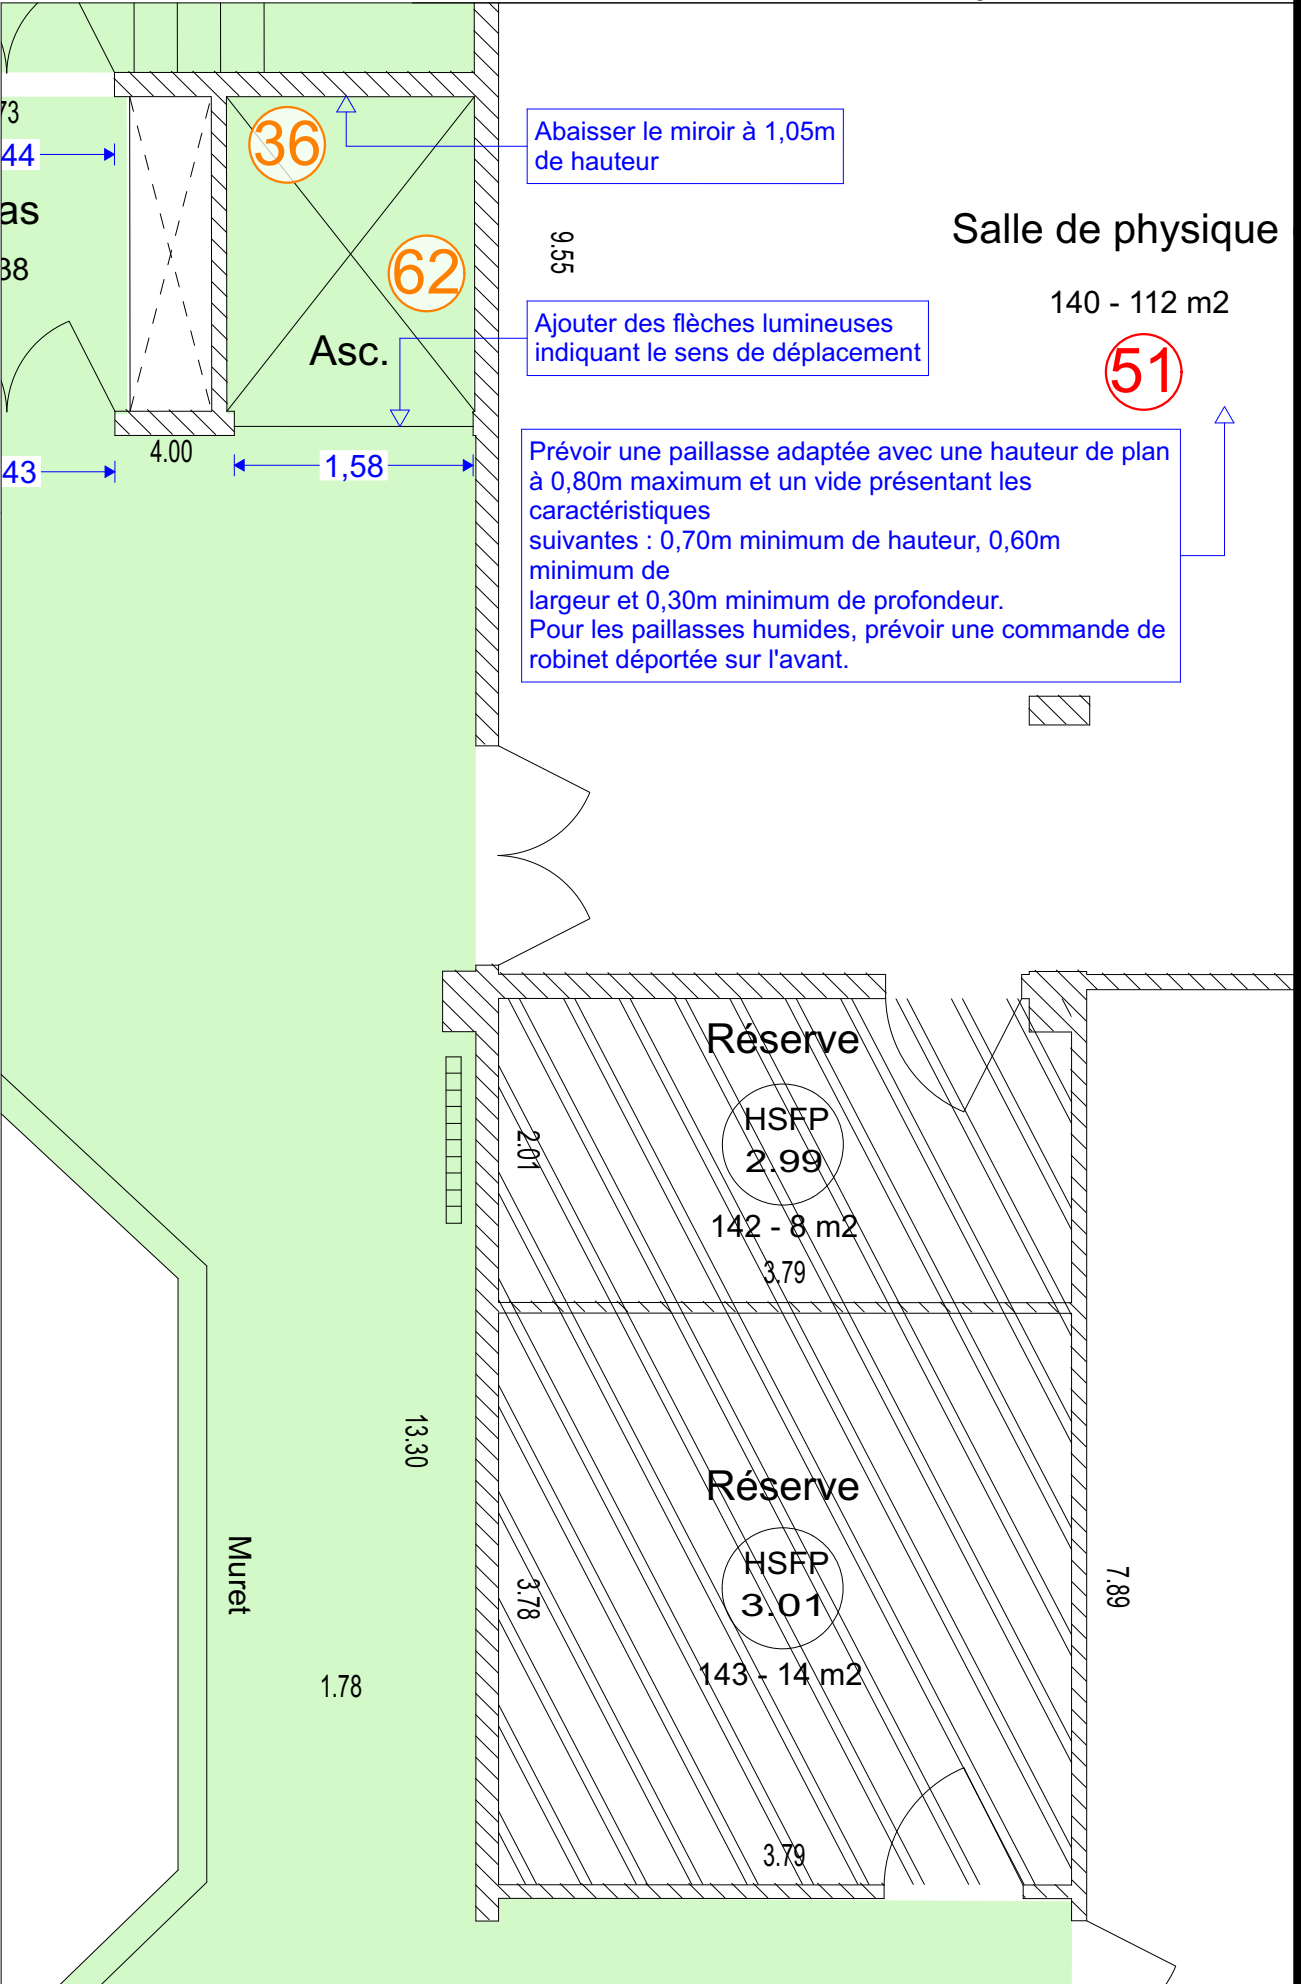 73
44
as
38
43
36
62
Asc.
4.00
1,58
Abaisser le miroir à 1,05m
de hauteur
9.55
Ajouter des flèches lumineuses
indiquant le sens de déplacement
Salle de physique
140 - 112 m2
51
Prévoir une paillasse adaptée avec une hauteur de plan
à 0,80m maximum et un vide présentant les
caractéristiques
suivantes : 0,70m minimum de hauteur, 0,60m
minimum de
largeur et 0,30m minimum de profondeur.
Pour les paillasses humides, prévoir une commande de
robinet déportée sur l'avant.
Réserve
HSFP
2.99
2.01
142 - 8 m2
3.79
13.30
Réserve
HSFP
3.01
3.78
143 - 14 m2
7.89
Muret
1.78
3.79